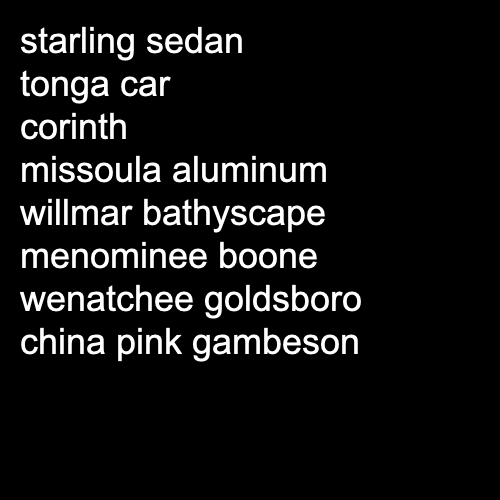 starling sedan
tonga car
corinth
missoula aluminum
willmar bathyscape
menominee boone
wenatchee goldsboro
china pink gambeson